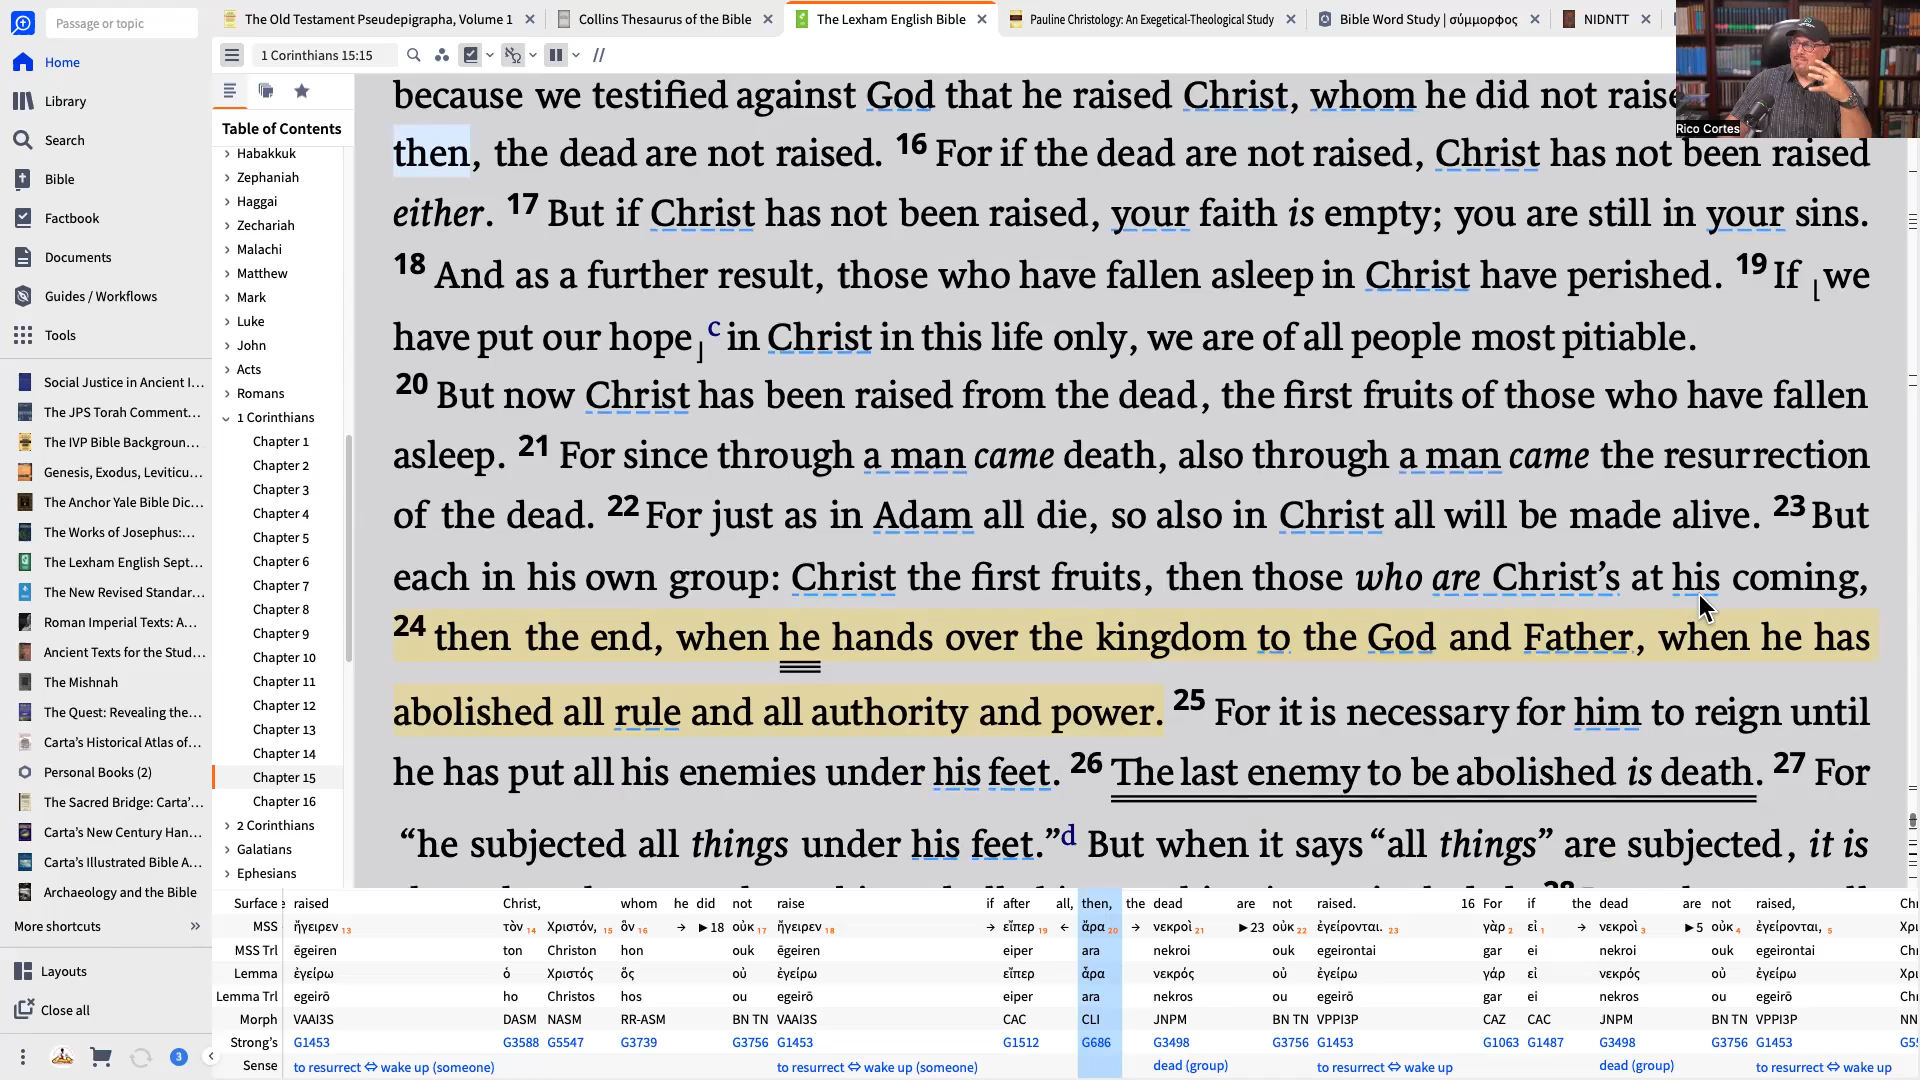 Passage or topic
The Old Testament Pseudepigrapha, Volume 1
Collins Thesaurus of the Bible
The Lexham English Bible
Pauline Christology: An Exegetical-Theological Study
Bible Word Study | σύμμορφος
NIDNTT
1 Corinthians 15:15
Home
Library
Search
Bible
Factbook
Documents
Guides / Workflows
Tools
Social Justice in Ancient I...
The JPS Torah Comment...
The IVP Bible Backgroun...
Genesis, Exodus, Leviticu...
The Anchor Yale Bible Dic...
The Works of Josephus:...
The Lexham English Sept...
The New Revised Standar...
Roman Imperial Texts: A...
Ancient Texts for the Stud...
The Mishnah
The Quest: Revealing the...
Carta's Historical Atlas of...
Personal Books (2)
The Sacred Bridge: Carta'...
Carta's New Century Han...
Carta's Illustrated Bible A...
Archaeology and the Bible
More shortcuts
Layouts
Close all
3
Table of Contents
Habakkuk
Zephaniah
Haggai
Zechariah
Malachi
Matthew
Mark
Luke
John
Acts
Romans
1 Corinthians
Chapter 1
Chapter 2
Chapter 3
Chapter 4
Chapter 5
Chapter 6
Chapter 7
Chapter 8
Chapter 9
Chapter 10
Chapter 11
Chapter 12
Chapter 13
Chapter 14
Chapter 15
Chapter 16
2 Corinthians
Galatians
Ephesians
because we testified against God that he raised Christ, whom he did not raise
then, the dead are not raised. 16 For if the dead are not raised, Christ has not been raised
either. 17 But if Christ has not been raised, your faith is empty; you are still in your sins.
18 And as a further result, those who have fallen asleep in Christ have perished. 19 If ⌊we
have put our hope⌋c in Christ in this life only, we are of all people most pitiable.
20 But now Christ has been raised from the dead, the first fruits of those who have fallen
asleep. 21 For since through a man came death, also through a man came the resurrection
of the dead. 22 For just as in Adam all die, so also in Christ all will be made alive. 23 But
each in his own group: Christ the first fruits, then those who are Christ's at his coming,
24 then the end, when he hands over the kingdom to the God and Father, when he has
abolished all rule and all authority and power. 25 For it is necessary for him to reign until
he has put all his enemies under his feet. 26 The last enemy to be abolished is death. 27 For
“he subjected all things under his feet.”d But when it says “all things” are subjected, it is
Rico Cortes
Surface raised Christ, whom he did not raise if after all, then, the dead are not raised. 16 For if the dead are not raised, Ch
MSS ἤγειρεν 13 τὸν 14 Χριστόν, 15 ὃν 16 → ▶18 οὐκ 17 ἤγειρεν 18 → εἴπερ 19 ← ἄρα 20 → νεκροὶ 21 ▶23 οὐκ 22 ἐγείρονται. 23 γὰρ 2 εἰ 1 → νεκροὶ 3 ▶5 οὐκ 4 ἐγείρονται, 5 Χρι
MSS Trl ēgeiren ton Christon hon ouk ēgeiren eiper ara nekroi ouk egeirontai gar ei nekroi ouk egeirontai Chri
Lemma ἐγείρω ὁ Χριστός ὅς οὐ ἐγείρω εἴπερ ἄρα νεκρός οὐ ἐγείρω γάρ εἰ νεκρός οὐ ἐγείρω Χρι
Lemma Trl egeirō ho Christos hos ou egeirō eiper ara nekros ou egeirō gar ei nekros ou egeirō Chri
Morph VAAI3S DASM NASM RR-ASM BN TN VAAI3S CAC CLI JNPM BN TN VPPI3P CAZ CAC JNPM BN TN VPPI3P NN
Strong's G1453 G3588 G5547 G3739 G3756 G1453 G1512 G686 G3498 G3756 G1453 G1063 G1487 G3498 G3756 G1453 G5
Sense to resurrect ⇔ wake up (someone) to resurrect ⇔ wake up (someone) dead (group) to resurrect ⇔ wake up dead (group) to resurrect ⇔ wake up